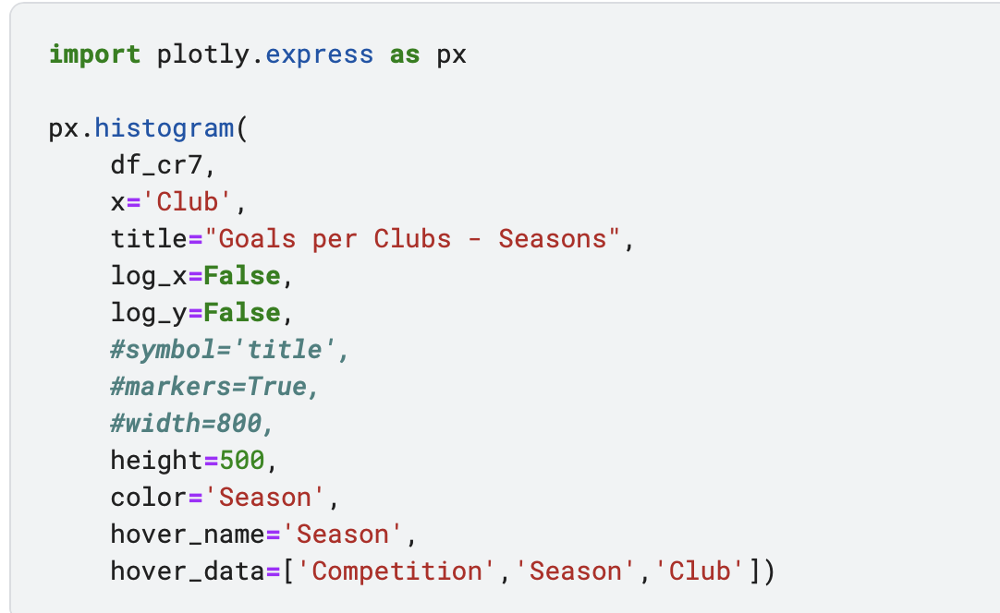 import plotly.express as px

px.histogram(
    df_cr7,
    x='Club',
    title="Goals per Clubs - Seasons",
    log_x=False,
    log_y=False,
    #symbol='title',
    #markers=True,
    #width=800,
    height=500,
    color='Season',
    hover_name='Season',
    hover_data=['Competition','Season','Club'])